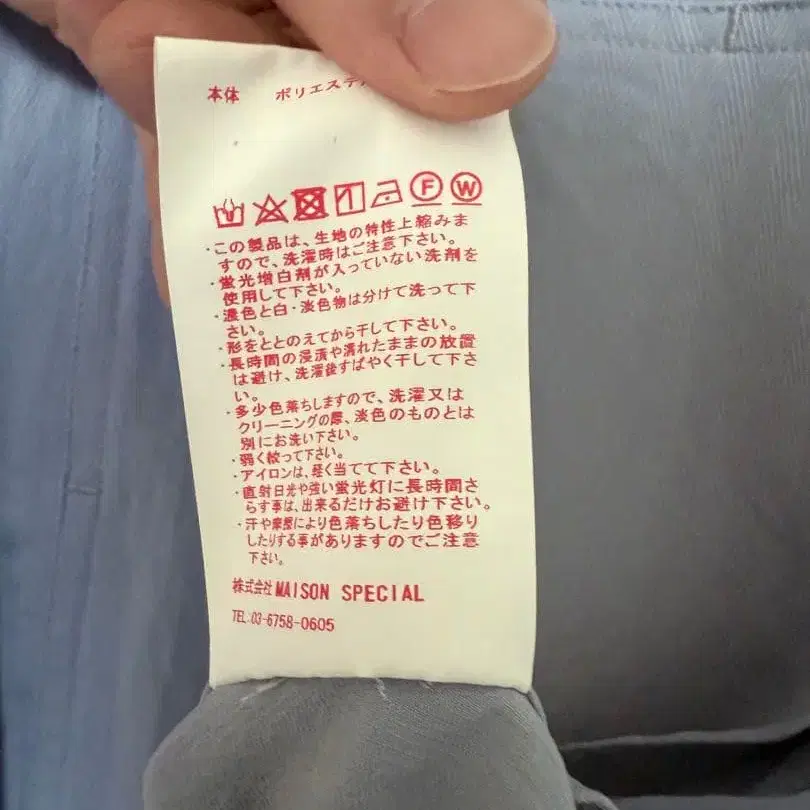 本体 ポリエステ
F W
・この製品は、生地の特性上縮みま
すので、洗濯時はご注意下さい。
・蛍光増白剤が入っていない洗剤を
使用して下さい。
・濃色と白・淡色物は分けて洗って下
さい。
・形をととのえてから干して下さい。
・長時間の浸漬や濡れたままの放置
は避け、洗濯後すばやく干して下さ
い。
・多少色落ちしますので、洗濯又は
クリーニングの際、淡色のものとは
別にお洗い下さい。
・弱く絞って下さい。
・アイロンは、軽く当てて下さい。
・直射日光や強い蛍光灯に長時間さ
らす事は、出来るだけお避け下さい。
・汗や摩擦により色落ちしたり色移り
したりする事がありますのでご注意
下さい。
株式会社 MAISON SPECIAL
TEL:03-6758-0605